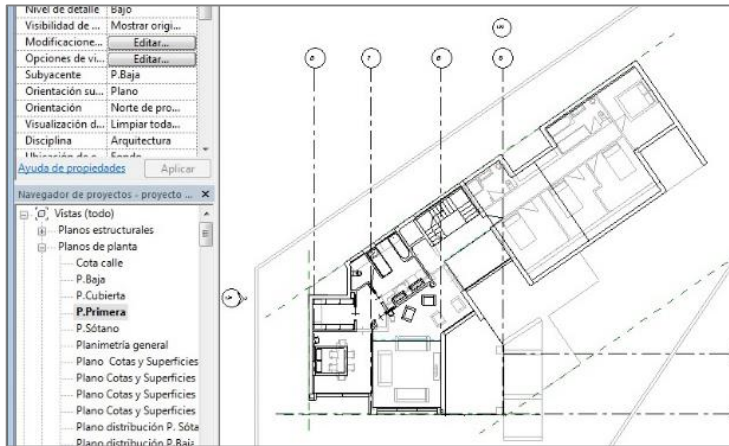 Nivel de detalle Bajo
Visibilidad de ... Mostrar origi...
Modificacione... Editar...
Opciones de vi... Editar...
Subyacente P.Baja
Orientación su... Plano
Orientación Norte de pro...
Visualización d... Limpiar toda...
Disciplina Arquitectura
Ayuda de propiedades Aplicar
Navegador de proyectos - proyecto ... X
Vistas (todo)
Planos estructurales
Planos de planta
Cota calle
P.Baja
P.Cubierta
P.Primera
P.Sótano
Planimetría general
Plano Cotas y Superficies
Plano Cotas y Superficies
Plano Cotas y Superficies
Plano Cotas y Superficies
Plano distribución P. Sóta
Plano distribución P.Baja